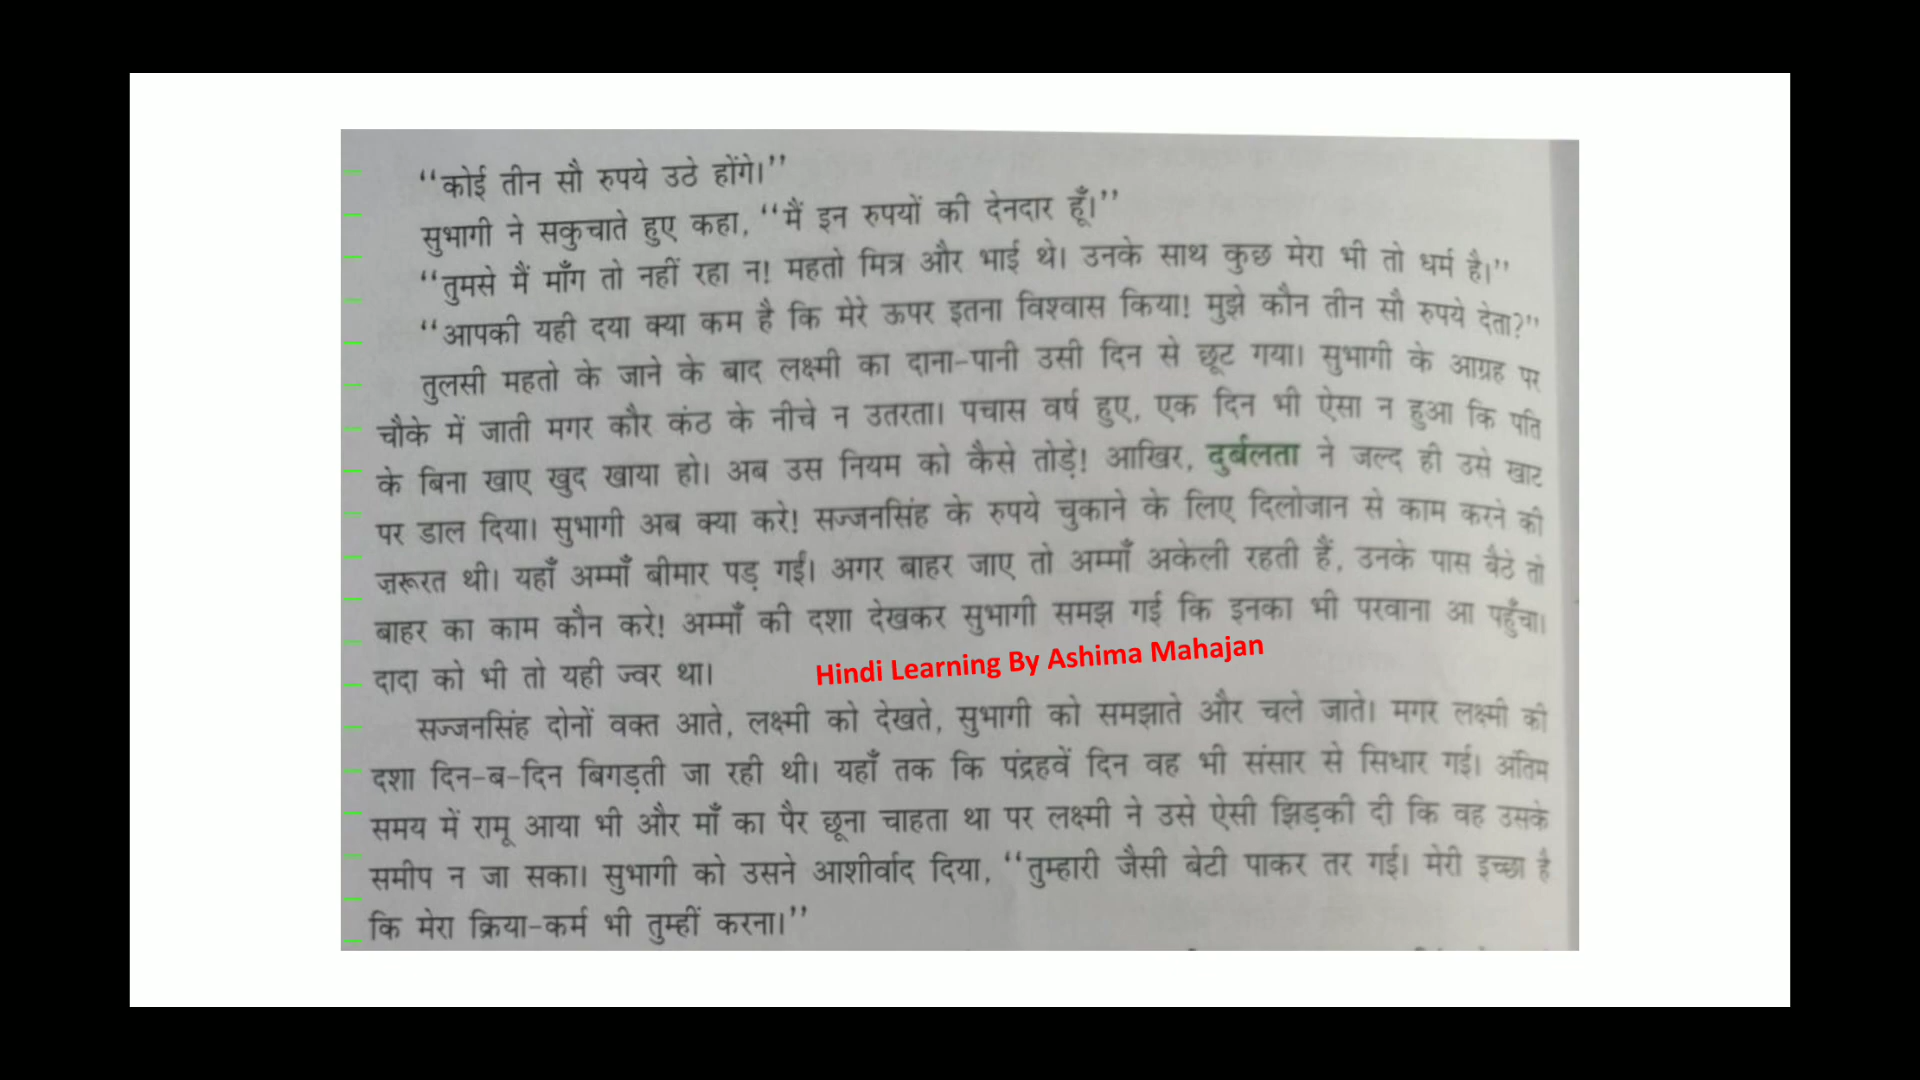 ‘‘कोई तीन सौ रुपये उठे होंगे।’’
सुभागी ने सकुचाते हुए कहा, ‘‘मैं इन रुपयों की देनदार हूँ।’’
‘‘तुमसे मैं माँग तो नहीं रहा न! महतो मित्र और भाई थे। उनके साथ कुछ मेरा भी तो धर्म है।’’
‘‘आपकी यही दया क्या कम है कि मेरे ऊपर इतना विश्वास किया! मुझे कौन तीन सौ रुपये देता?’’
तुलसी महतो के जाने के बाद लक्ष्मी का दाना-पानी उसी दिन से छूट गया। सुभागी के आग्रह पर
चौके में जाती मगर कौर कंठ के नीचे न उतरता। पचास वर्ष हुए, एक दिन भी ऐसा न हुआ कि पति
के बिना खाए खुद खाया हो। अब उस नियम को कैसे तोड़े! आखिर, दुर्बलता ने जल्द ही उसे खाट
पर डाल दिया। सुभागी अब क्या करे! सज्जनसिंह के रुपये चुकाने के लिए दिलोजान से काम करने की
ज़रूरत थी। यहाँ अम्माँ बीमार पड़ गईं। अगर बाहर जाए तो अम्माँ अकेली रहती हैं, उनके पास बैठे तो
बाहर का काम कौन करे! अम्माँ की दशा देखकर सुभागी समझ गई कि इनका भी परवाना आ पहुँचा।
दादा को भी तो यही ज्वर था।
Hindi Learning By Ashima Mahajan
सज्जनसिंह दोनों वक्त आते, लक्ष्मी को देखते, सुभागी को समझाते और चले जाते। मगर लक्ष्मी की
दशा दिन-ब-दिन बिगड़ती जा रही थी। यहाँ तक कि पंद्रहवें दिन वह भी संसार से सिधार गई। अंतिम
समय में रामू आया भी और माँ का पैर छूना चाहता था पर लक्ष्मी ने उसे ऐसी झिड़की दी कि वह उसके
समीप न जा सका। सुभागी को उसने आशीर्वाद दिया, ‘‘तुम्हारी जैसी बेटी पाकर तर गई। मेरी इच्छा है
कि मेरा क्रिया-कर्म भी तुम्हीं करना।’’